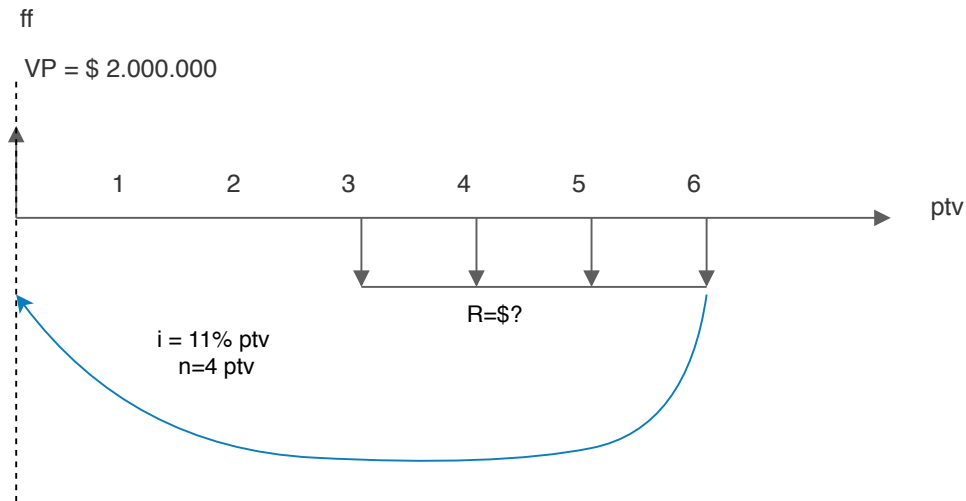 ff
VP = $ 2.000.000
1 2 3 4 5 6
ptv
R=$?
i = 11% ptv
n=4 ptv